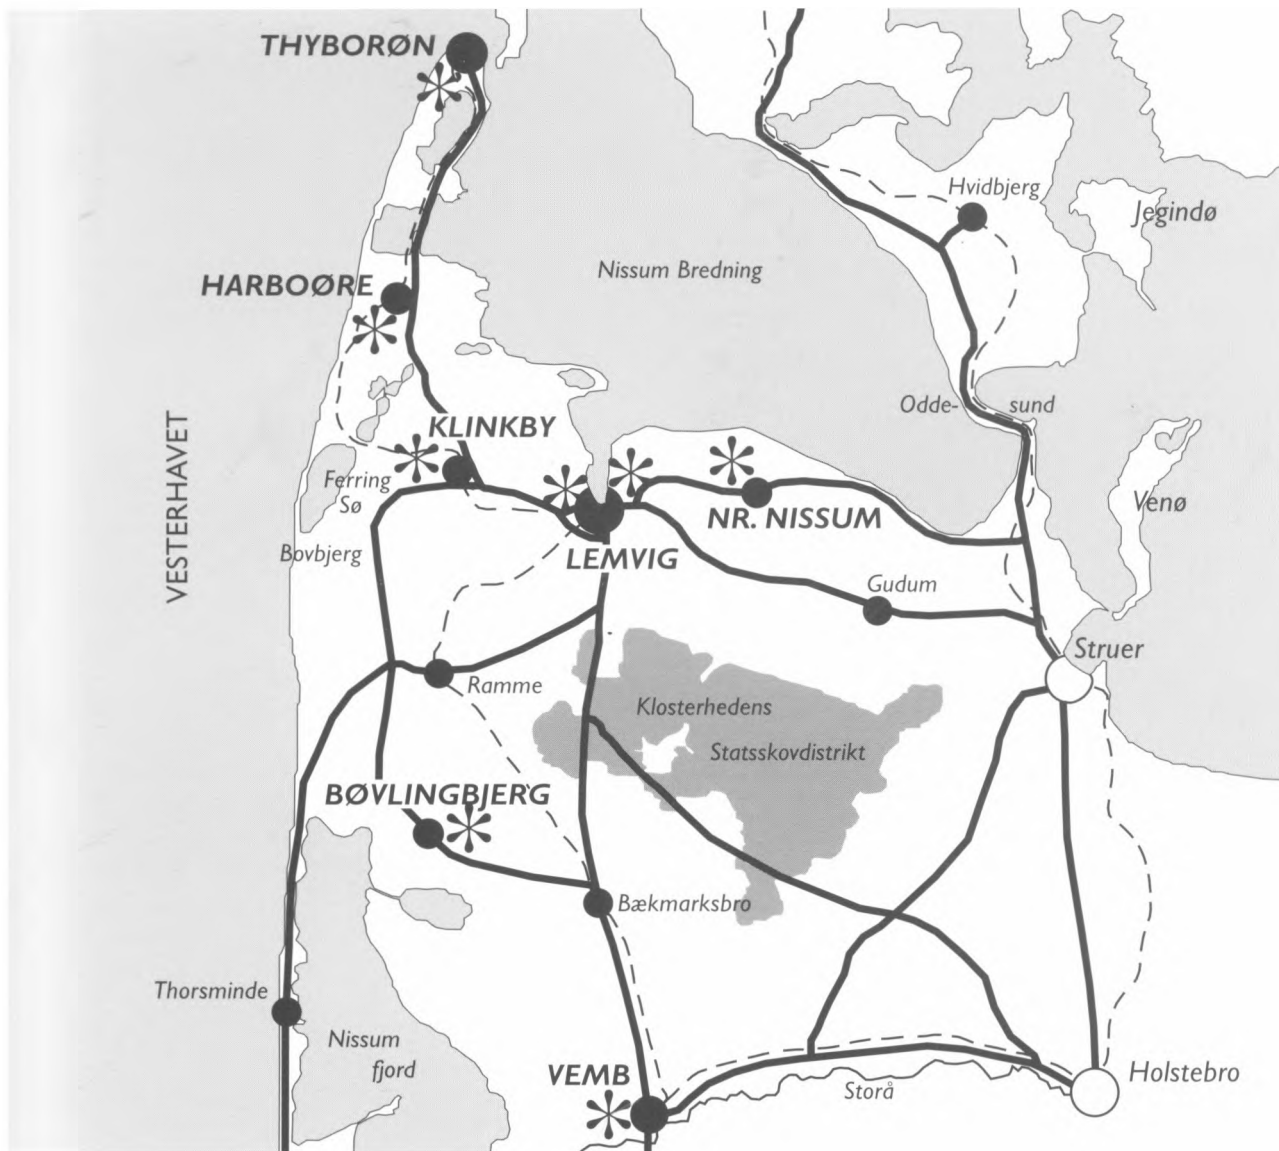 THYBORØN
Hvidbjerg
Jegindø
Nissum Bredning
HARBOØRE
Odde-
sund
KLINKBY
VESTERHAVET
Ferring
Sø
Venø
NR. NISSUM
Bovbjerg
LEMVIG
Gudum
Struer
Ramme
Klosterhedens
Statsskovdistrikt
BØVLINGBJERG
Bækmarksbro
Thorsminde
Nissum
fjord
VEMB
Holstebro
Storå